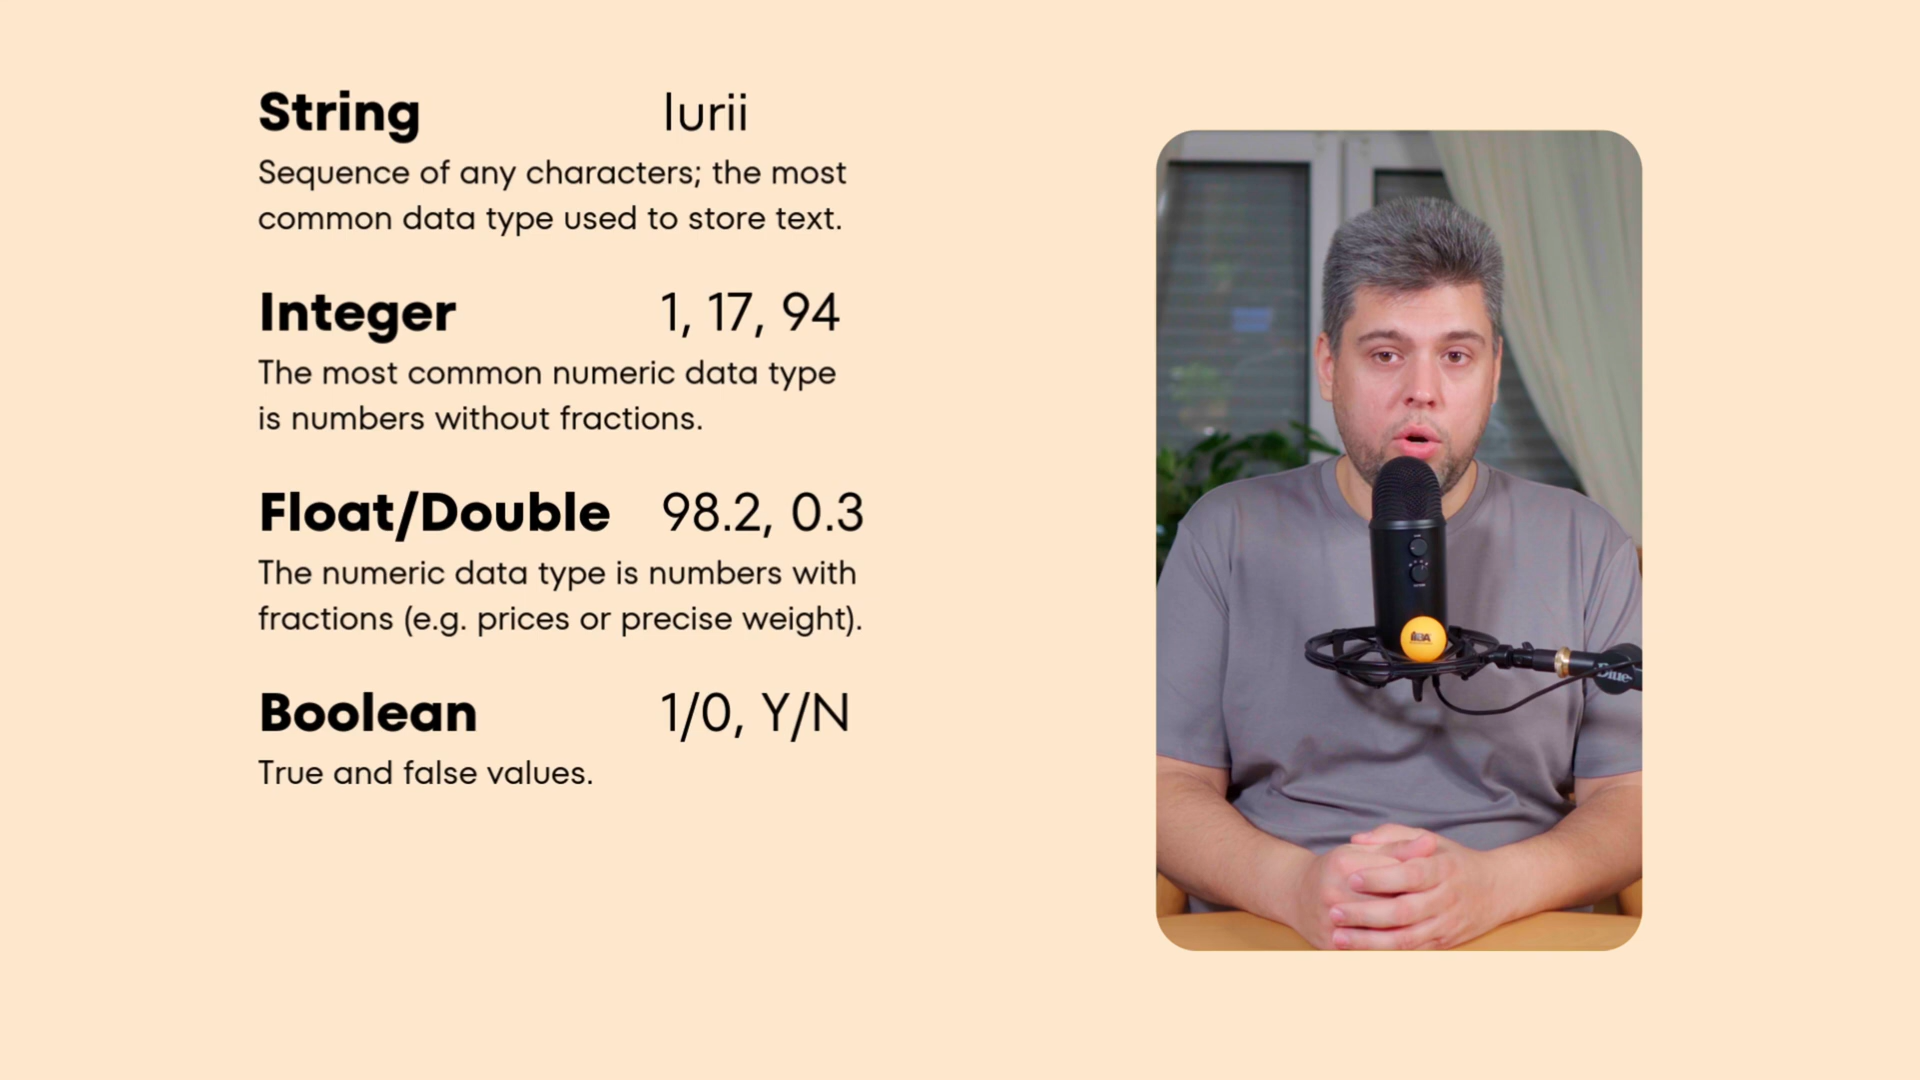 String Iurii
Sequence of any characters; the most
common data type used to store text.
Integer 1, 17, 94
The most common numeric data type
is numbers without fractions.
Float/Double 98.2, 0.3
The numeric data type is numbers with
fractions (e.g. prices or precise weight).
Boolean 1/0, Y/N
True and false values.
Blue